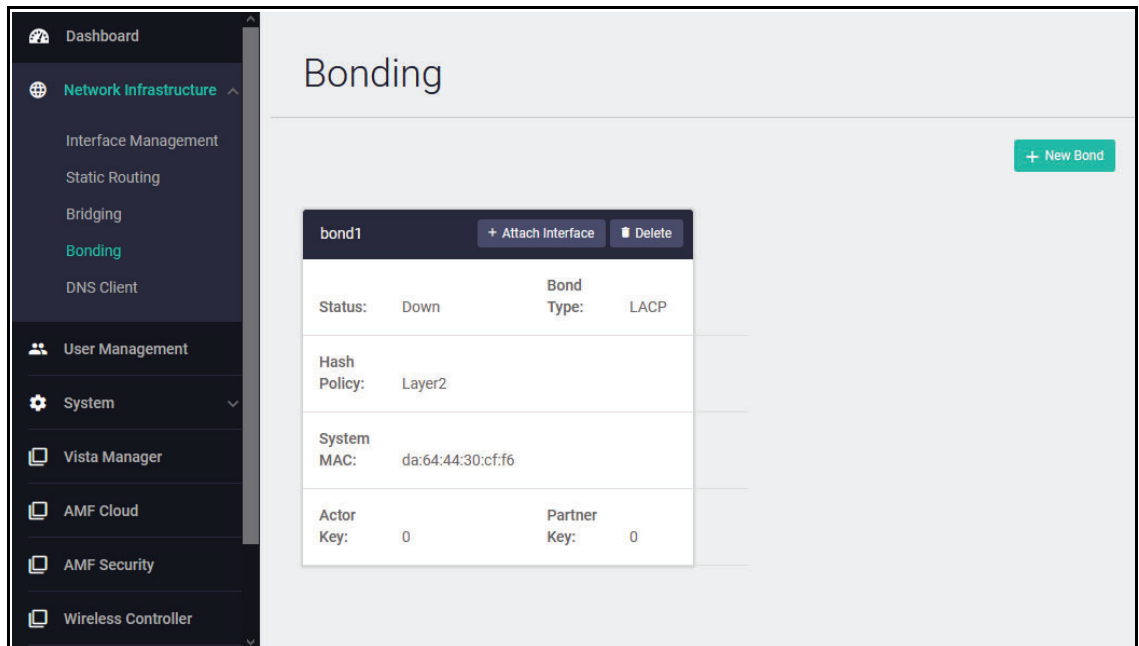 Dashboard
Network Infrastructure
Interface Management
Static Routing
Bridging
Bonding
DNS Client
User Management
System
Vista Manager
AMF Cloud
AMF Security
Wireless Controller
Bonding
+ New Bond
bond1
+ Attach Interface
Delete
Status: Down
Bond
Type: LACP
Hash
Policy: Layer2
System
MAC: da:64:44:30:cf:f6
Actor
Key: 0
Partner
Key: 0